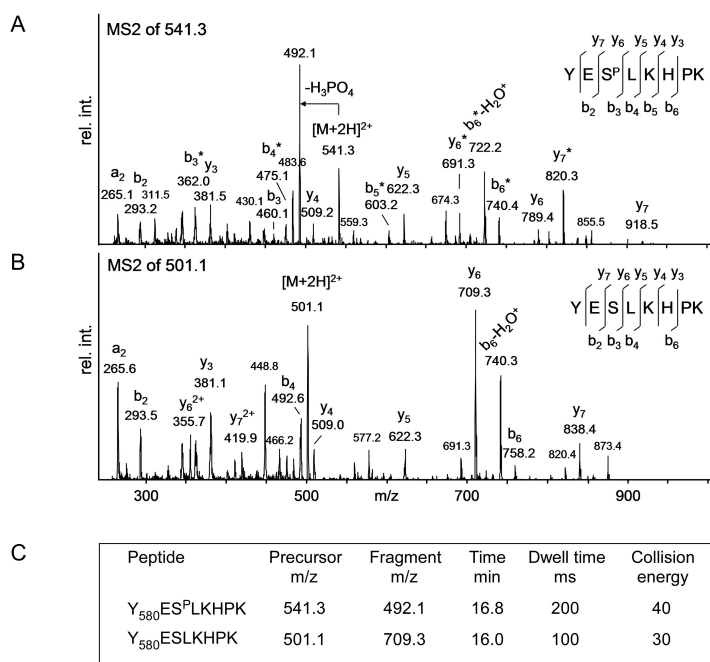 A
MS2 of 541.3
rel. int.
a2
265.1
b2
293.2
311.5
b3*
362.0
y3
381.5
430.1
b3
460.1
b4*
475.1
483.6
492.1
-H3PO4
[M+2H]2+
541.3
y4
509.2
559.3
b5*
603.2
y5
622.3
674.3
y6*
691.3
b6*-H2O+
722.2
b6*
740.4
y6
789.4
y7*
820.3
855.5
y7
918.5
y7 y6 y5 y4 y3
Y E SP L K H P K
b2 b3 b4 b5 b6
B
MS2 of 501.1
rel. int.
a2
265.6
b2
293.5
y6 2+
355.7
y3
381.1
y7 2+
419.9
448.8
466.2
b4
492.6
[M+2H]2+
501.1
y4
509.0
577.2
y5
622.3
691.3
y6
709.3
b6-H2O+
740.3
b6
758.2
820.4
y7
838.4
873.4
y7 y6 y5 y4 y3
Y E S L K H P K
b2 b3 b4 b6
300 500 m/z 700 900
C
Peptide Precursor m/z Fragment m/z Time min Dwell time ms Collision energy
Y580ESPLKHPK 541.3 492.1 16.8 200 40
Y580ESLKHPK 501.1 709.3 16.0 100 30